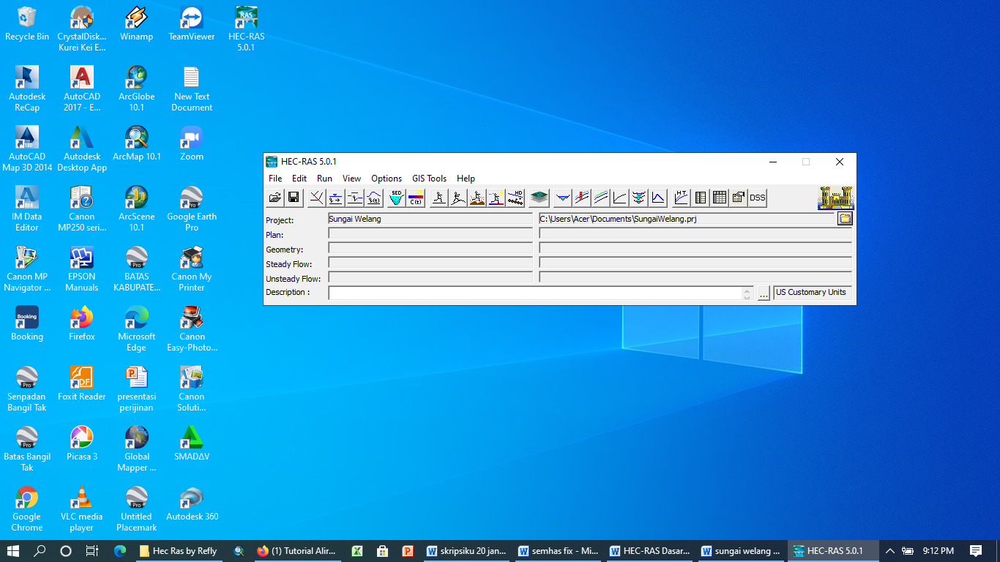 Recycle Bin
CrystalDisk...
Kurei Kei E...
Winamp
TeamViewer
HEC-RAS
5.0.1
Autodesk
ReCap
AutoCAD
2017 - E...
ArcGlobe
10.1
New Text
Document
AutoCAD
Map 3D 2014
Autodesk
Desktop App
ArcMap 10.1
Zoom
IM Data
Editor
Canon
MP250 seri...
ArcScene
10.1
Google Earth
Pro
Canon MP
Navigator ...
EPSON
Manuals
BATAS
KABUPATE...
Canon My
Printer
Booking
Firefox
Microsoft
Edge
Canon
Easy-Photo...
Senpadan
Bangil Tak
Foxit Reader
presentasi
perijinan
Canon
Soluti...
Batas Bangil
Tak
Picasa 3
Global
Mapper ...
SMADΔV
Google
Chrome
VLC media
player
Untitled
Placemark
Autodesk 360
HEC-RAS 5.0.1
File Edit Run View Options GIS Tools Help
SED C(t) HD HT DSS
Project: Sungai Welang C:\Users\Acer\Documents\SungaiWelang.prj
Plan:
Geometry:
Steady Flow:
Unsteady Flow:
Description : ... US Customary Units
Hec Ras by Refly (1) Tutorial Alir... skripsiku 20 jan... semhas fix - Mi... HEC-RAS Dasar... sungai welang ... HEC-RAS 5.0.1 9:12 PM